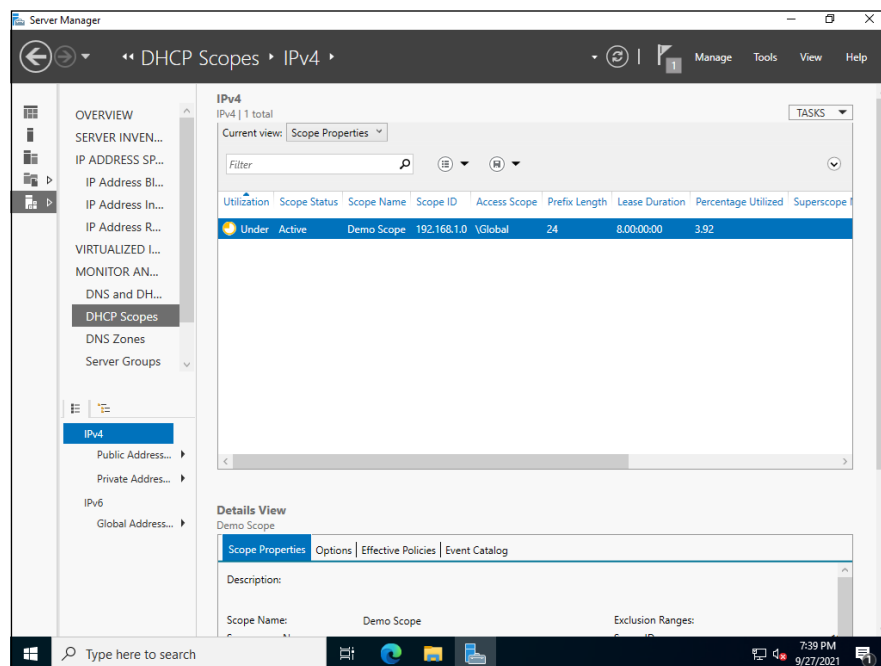 Server Manager
DHCP Scopes IPv4
1 Manage Tools View Help
OVERVIEW
SERVER INVEN...
IP ADDRESS SP...
IP Address Bl...
IP Address In...
IP Address R...
VIRTUALIZED I...
MONITOR AN...
DNS and DH...
DHCP Scopes
DNS Zones
Server Groups
IPv4
Public Address...
Private Addres...
IPv6
Global Address...
IPv4
IPv4 | 1 total
TASKS
Current view: Scope Properties
Filter
Utilization Scope Status Scope Name Scope ID Access Scope Prefix Length Lease Duration Percentage Utilized Superscope
Under Active Demo Scope 192.168.1.0 \Global 24 8.00:00:00 3.92
Details View
Demo Scope
Scope Properties Options Effective Policies Event Catalog
Description:
Scope Name: Demo Scope Exclusion Ranges:
Type here to search
7:39 PM
9/27/2021
1